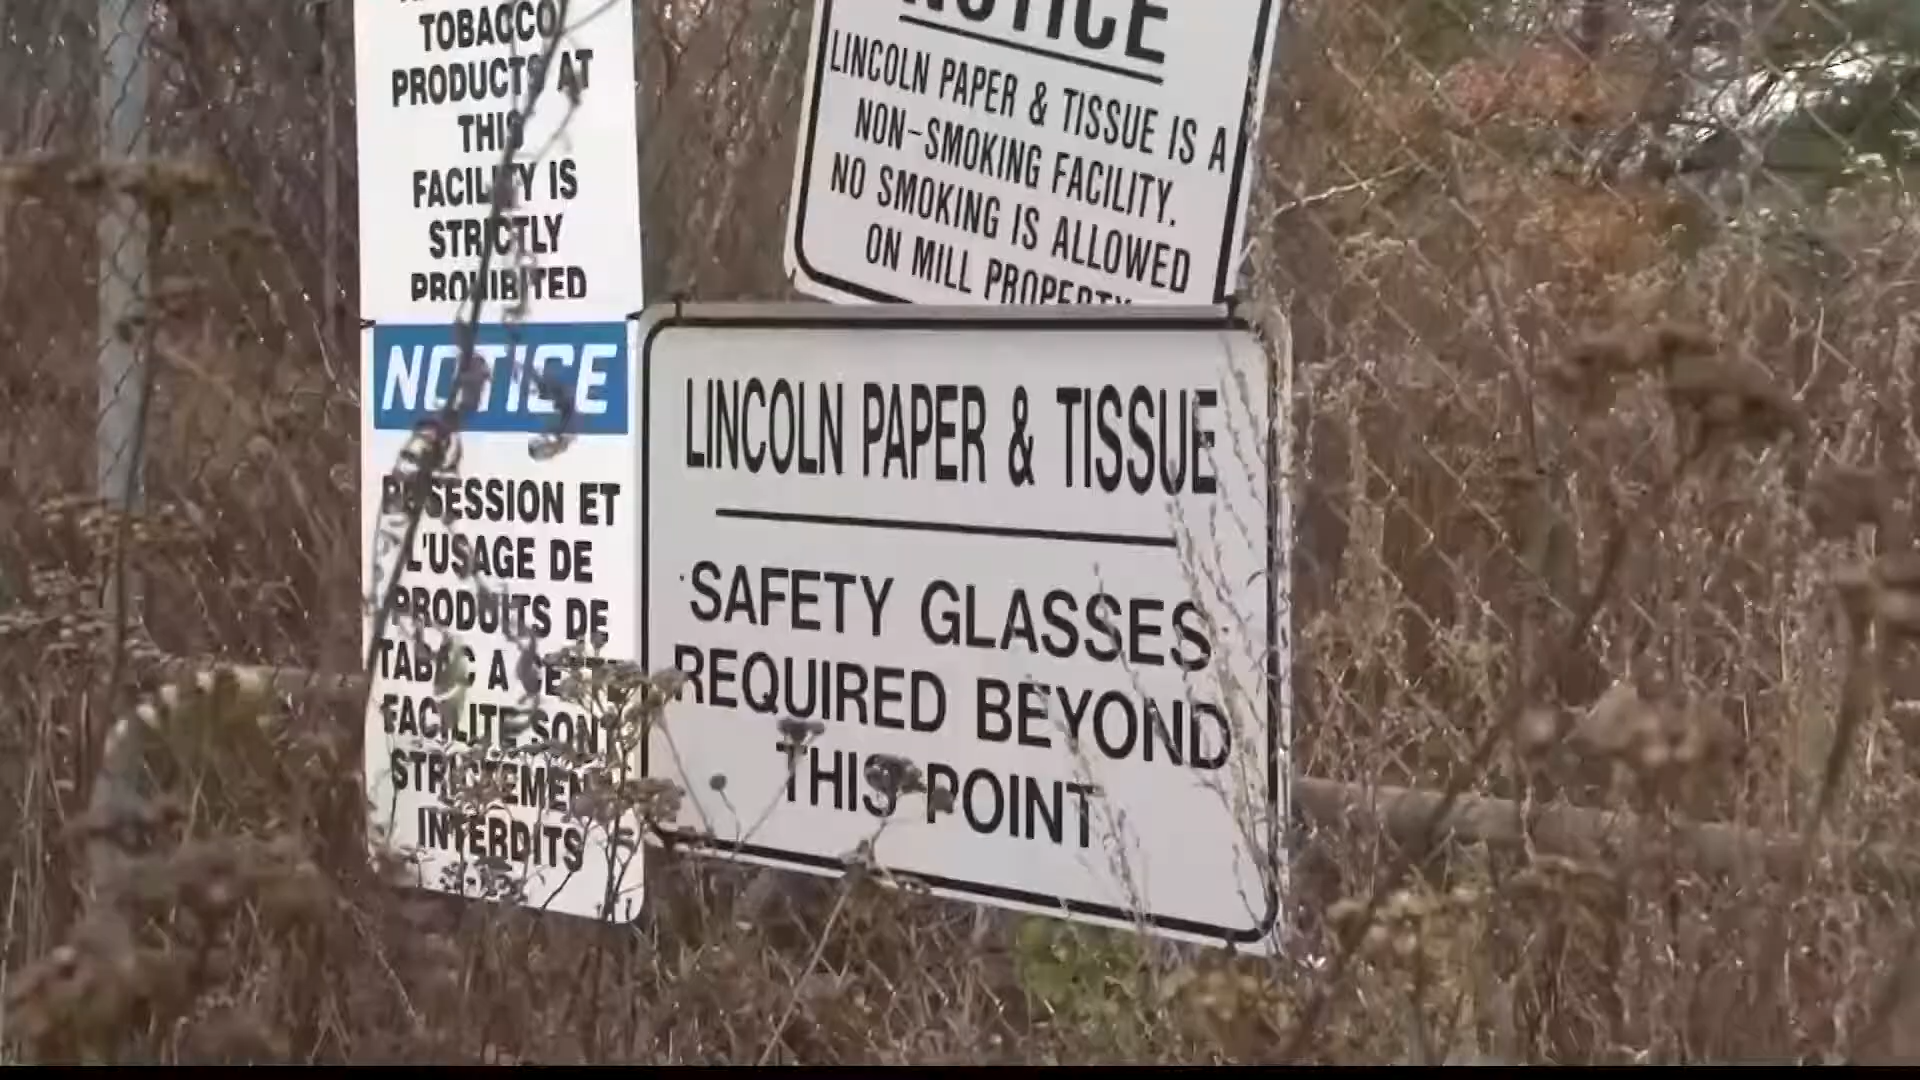 TOBACCO
PRODUCTS AT
THIS
FACILITY IS
STRICTLY
PROHIBITED
NOTICE
POSSESSION ET
L'USAGE DE
PRODUITS DE
TABAC A CETTE
FACILITE SONT
STRICTEMENT
INTERDITS
NOTICE
LINCOLN PAPER & TISSUE IS A
NON-SMOKING FACILITY.
NO SMOKING IS ALLOWED
ON MILL PROPERTY
LINCOLN PAPER & TISSUE
SAFETY GLASSES
REQUIRED BEYOND
THIS POINT